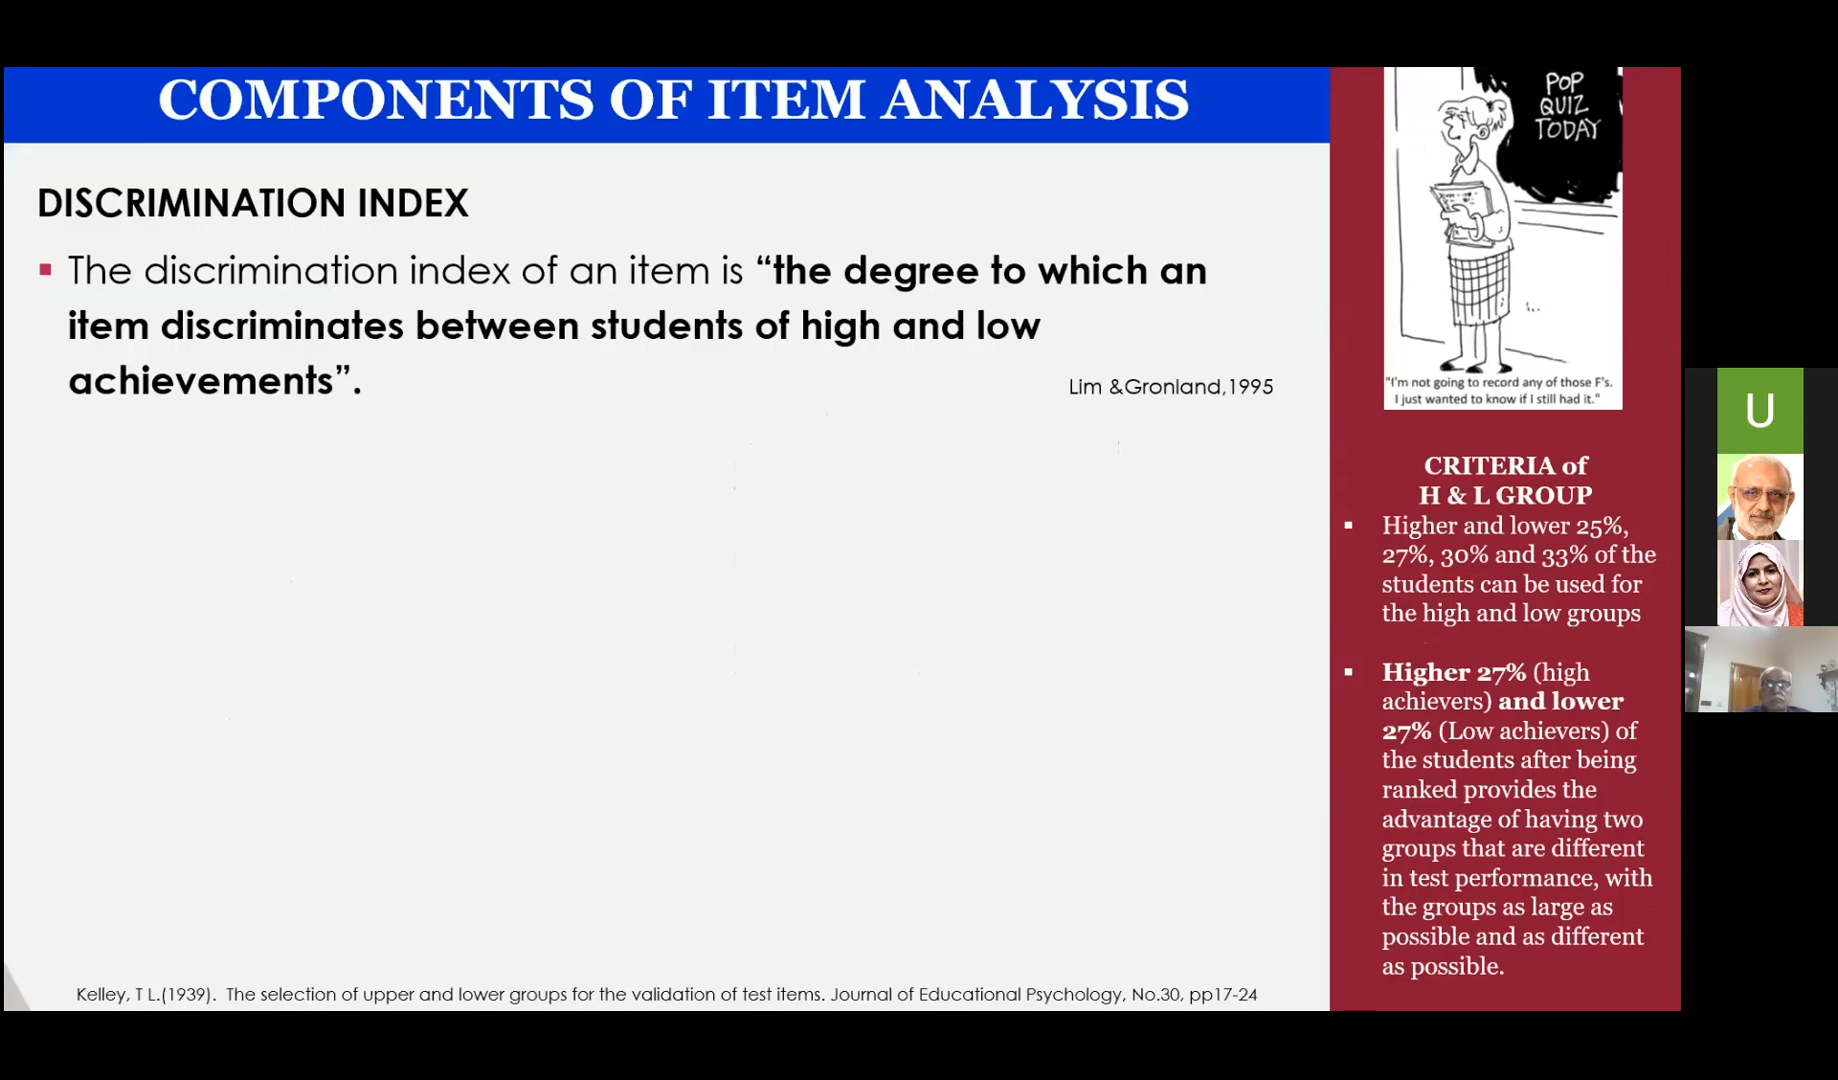 COMPONENTS OF ITEM ANALYSIS
DISCRIMINATION INDEX
▪ The discrimination index of an item is “the degree to which an
item discriminates between students of high and low
achievements”.
Lim &Gronland,1995
Kelley, T L.(1939). The selection of upper and lower groups for the validation of test items. Journal of Educational Psychology, No.30, pp17-24
POP
QUIZ
TODAY
"I'm not going to record any of those F's.
I just wanted to know if I still had it."
CRITERIA of
H & L GROUP
▪ Higher and lower 25%,
27%, 30% and 33% of the
students can be used for
the high and low groups
▪ Higher 27% (high
achievers) and lower
27% (Low achievers) of
the students after being
ranked provides the
advantage of having two
groups that are different
in test performance, with
the groups as large as
possible and as different
as possible.
U